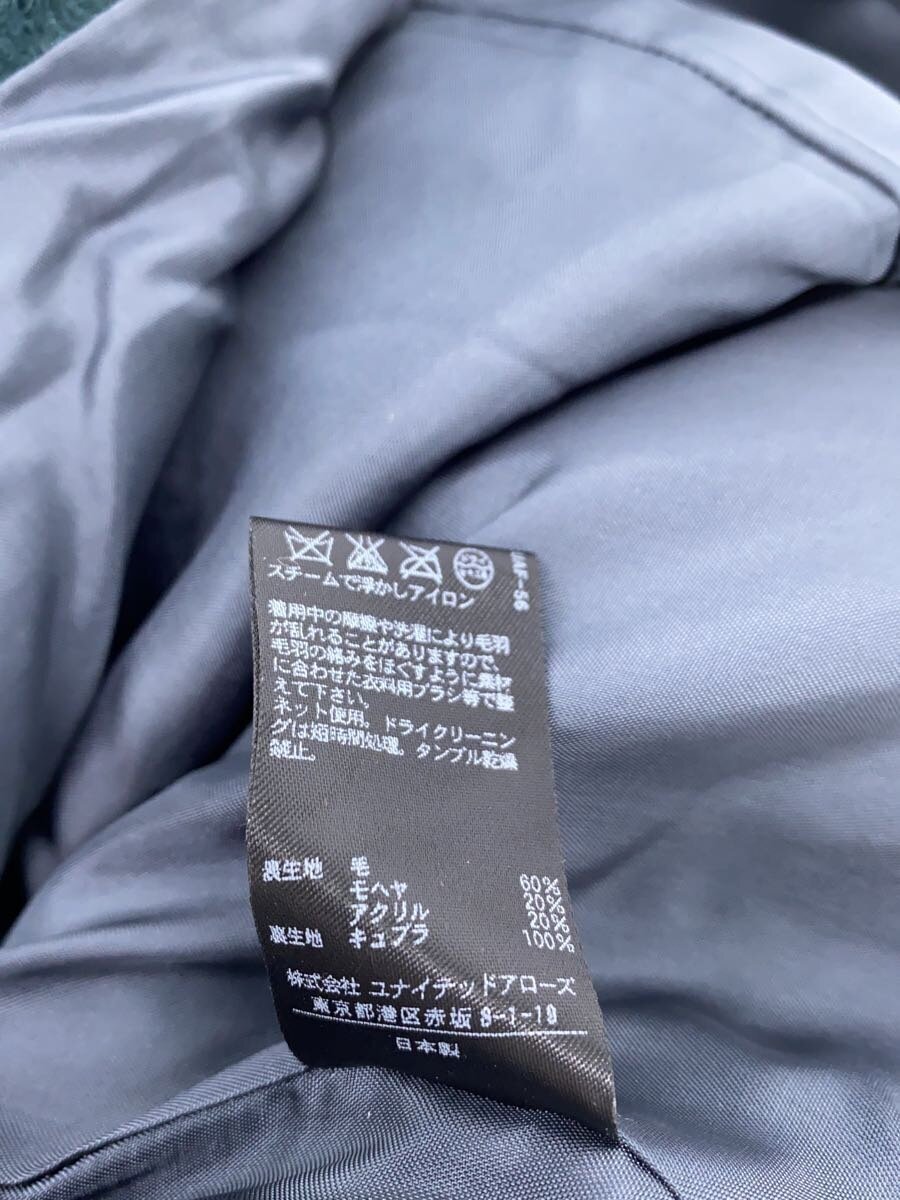 スチームで浮かしアイロン
着用中の摩擦や洗濯により毛羽
が乱れることがありますので、
毛羽の絡みをほぐすように素材
に合わせた衣料用ブラシ等で整
えて下さい。
ネット使用。ドライクリーニン
グは短時間処理。タンブル乾燥
禁止。
表生地 毛 60%
モヘヤ 20%
アクリル 20%
裏生地 キュプラ 100%
株式会社 ユナイテッドアローズ
東京都港区赤坂
日本製